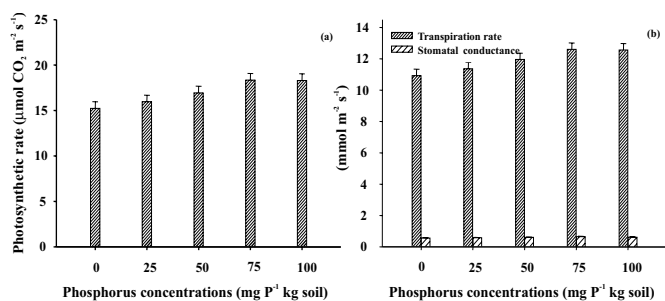 (a)
Photosynthetic rate (μmol CO₂ m⁻² s⁻¹)
25
20
15
10
5
0
0 25 50 75 100
Phosphorus concentrations (mg P⁻¹ kg soil)
(b)
Transpiration rate
Stomatal conductance
(mmol m⁻² s⁻¹)
14
12
10
8
6
4
2
0
0 25 50 75 100
Phosphorus concentrations (mg P⁻¹ kg soil)